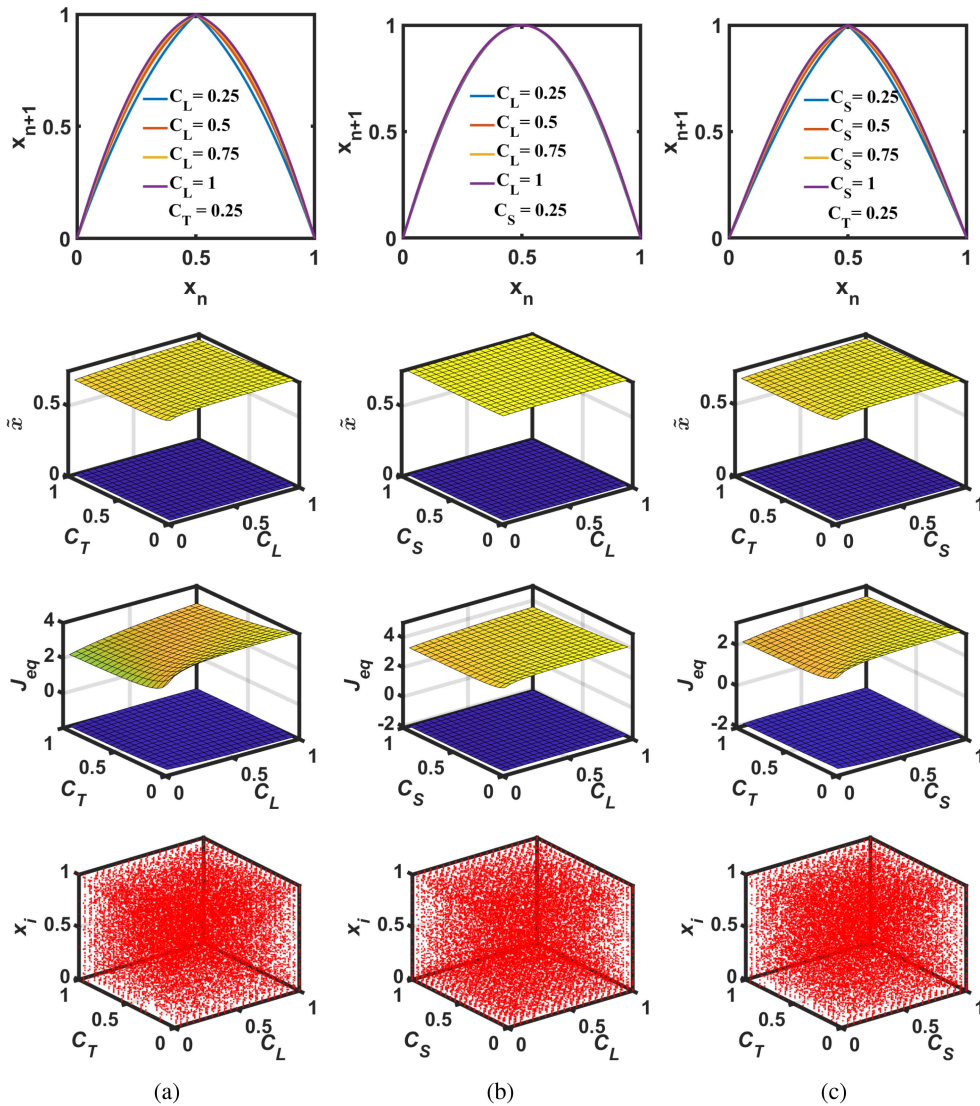 1
0.5
0
x_{n+1}
C_L = 0.25
C_L = 0.5
C_L = 0.75
C_L = 1
C_T = 0.25
0 0.5 1
x_n
1
0.5
0
x_{n+1}
C_L = 0.25
C_L = 0.5
C_L = 0.75
C_L = 1
C_S = 0.25
0 0.5 1
x_n
1
0.5
0
x_{n+1}
C_S = 0.25
C_S = 0.5
C_S = 0.75
C_S = 1
C_T = 0.25
0 0.5 1
x_n
0.5
0
x̃
1
0.5
0
C_T
0
0.5
1
C_L
0.5
0
x̃
1
0.5
0
C_S
0
0.5
1
C_L
0.5
0
x̃
1
0.5
0
C_T
0
0.5
1
C_S
4
2
0
J_{eq}
1
0.5
0
C_T
0
0.5
1
C_L
4
2
0
-2
J_{eq}
1
0.5
0
C_S
0
0.5
1
C_L
2
0
-2
J_{eq}
1
0.5
0
C_T
0
0.5
1
C_S
1
0.5
0
x_i
1
0.5
0
C_T
0
0.5
1
C_L
1
0.5
0
x_i
1
0.5
0
C_S
0
0.5
1
C_L
1
0.5
0
x_i
1
0.5
0
C_T
0
0.5
1
C_S
(a) (b) (c)